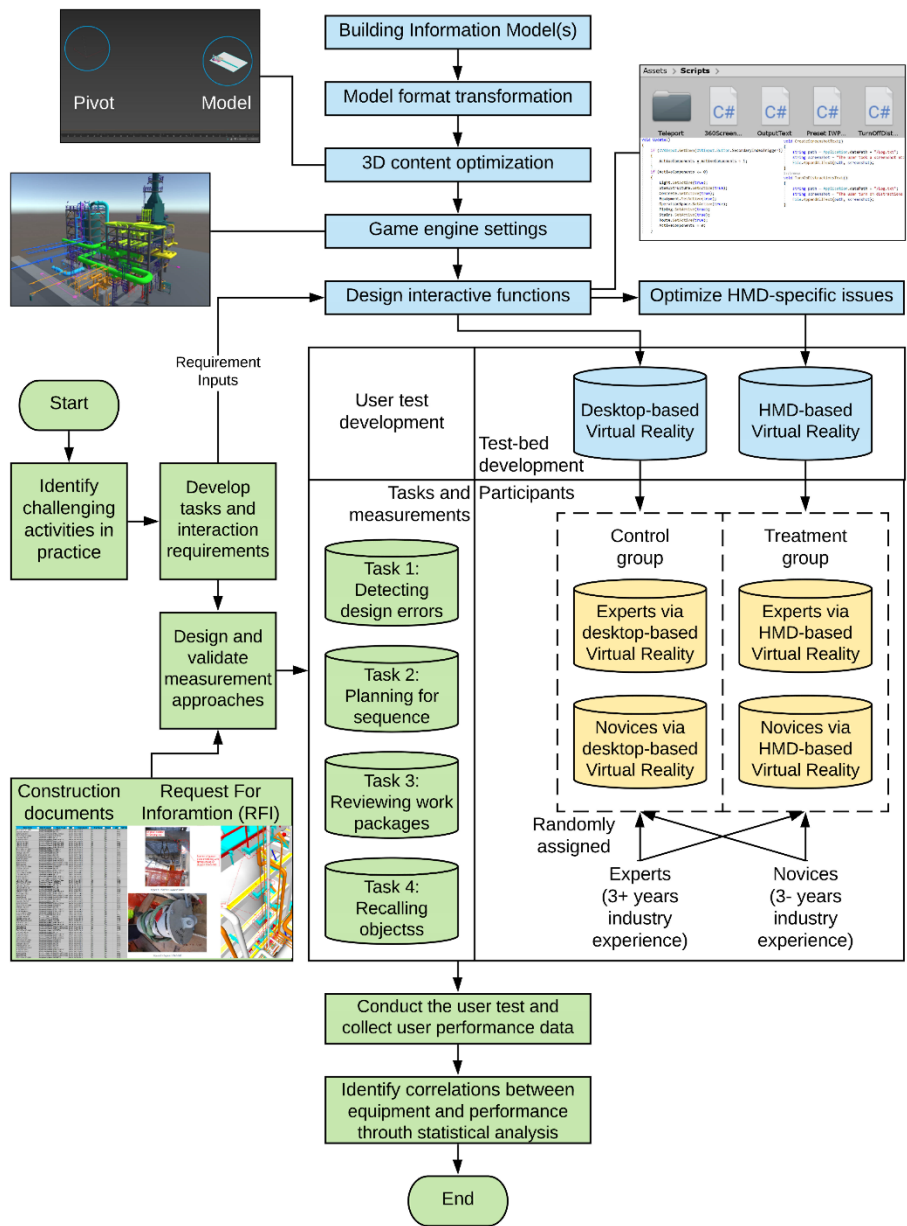 Pivot
Model
Building Information Model(s)
Model format transformation
3D content optimization
Game engine settings
Design interactive functions
Optimize HMD-specific issues
Assets > Scripts >
C#
C#
C#
C#
Teleport
360Screen...
OutputText
Preset IWP...
TurnOffDist...
Requirement
Inputs
Start
Identify
challenging
activities in
practice
Develop
tasks and
interaction
requirements
Design and
validate
measurement
approaches
Construction
documents
Request For
Inforamtion (RFI)
User test
development
Test-bed
development
Desktop-based
Virtual Reality
HMD-based
Virtual Reality
Tasks and
measurements
Task 1:
Detecting
design errors
Task 2:
Planning for
sequence
Task 3:
Reviewing work
packages
Task 4:
Recalling
objectss
Participants
Control
group
Treatment
group
Experts via
desktop-based
Virtual Reality
Experts via
HMD-based
Virtual Reality
Novices via
desktop-based
Virtual Reality
Novices via
HMD-based
Virtual Reality
Randomly
assigned
Experts
(3+ years
industry
experience)
Novices
(3- years
industry
experience)
Conduct the user test and
collect user performance data
Identify correlations between
equipment and performance
throuth statistical analysis
End